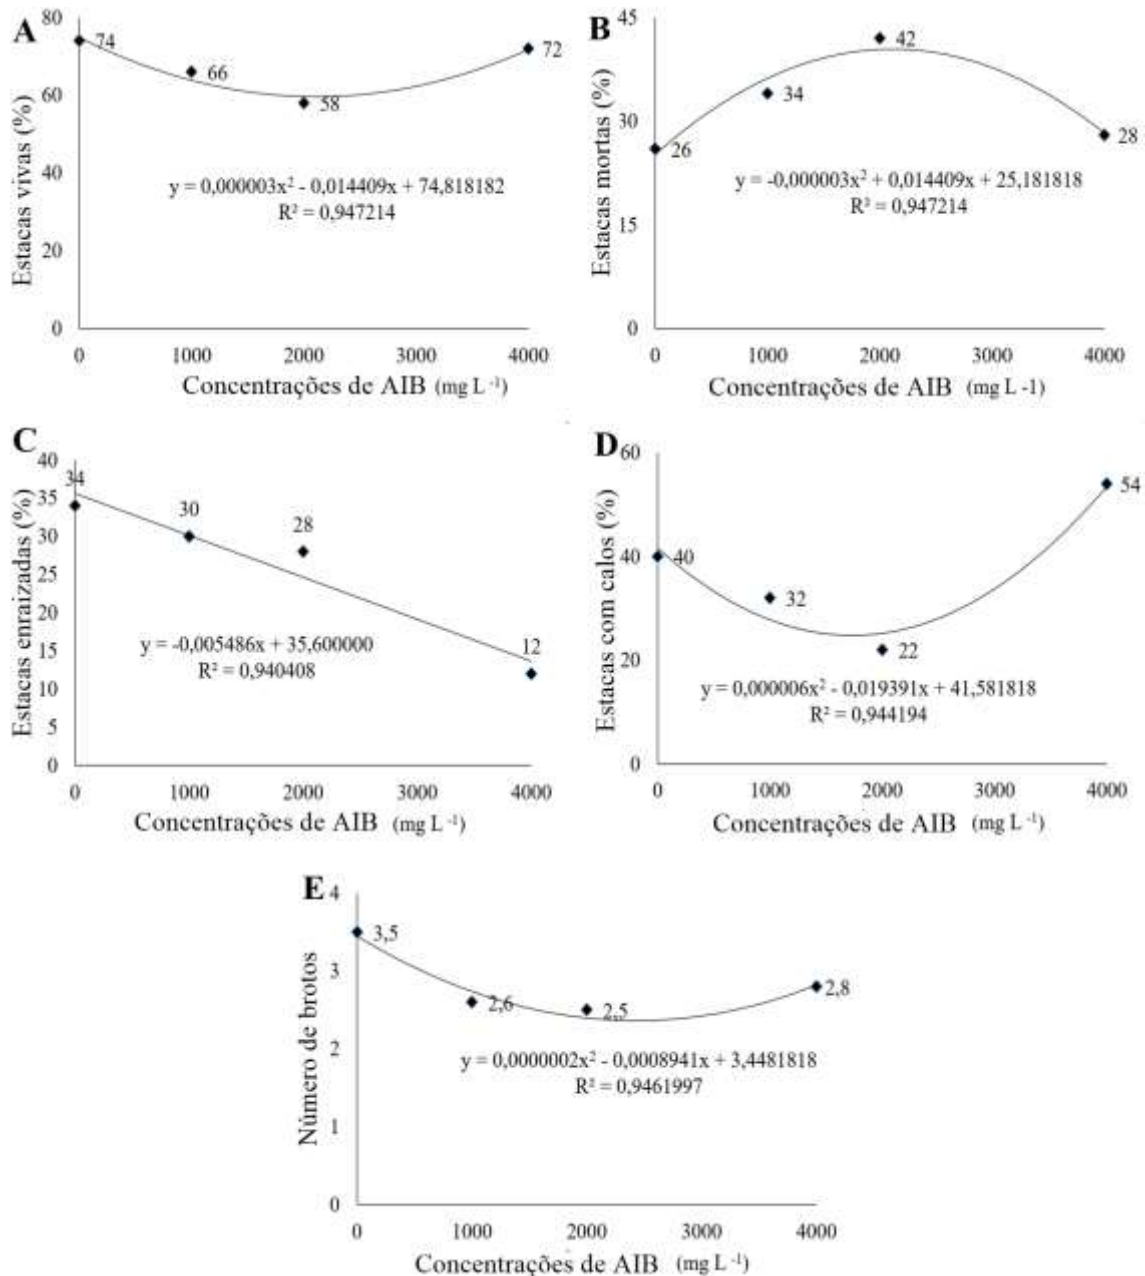 A
Estacas vivas (%)
80
60
40
20
0
74
66
58
72
y = 0,000003x² - 0,014409x + 74,818182
R² = 0,947214
0 1000 2000 3000 4000
Concentrações de AIB (mg L ⁻¹)
B
Estacas mortas (%)
45
30
15
0
26
34
42
28
y = -0,000003x² + 0,014409x + 25,181818
R² = 0,947214
0 1000 2000 3000 4000
Concentrações de AIB (mg L -1)
C
Estacas enraizadas (%)
40
35
30
25
20
15
10
5
0
34
30
28
12
y = -0,005486x + 35,600000
R² = 0,940408
0 1000 2000 3000 4000
Concentrações de AIB (mg L ⁻¹)
D
Estacas com calos (%)
60
40
20
0
40
32
22
54
y = 0,000006x² - 0,019391x + 41,581818
R² = 0,944194
0 1000 2000 3000 4000
Concentrações de AIB (mg L ⁻¹)
E
Número de brotos
4
3
2
1
0
3,5
2,6
2,5
2,8
y = 0,0000002x² - 0,0008941x + 3,4481818
R² = 0,9461997
0 1000 2000 3000 4000
Concentrações de AIB (mg L ⁻¹)